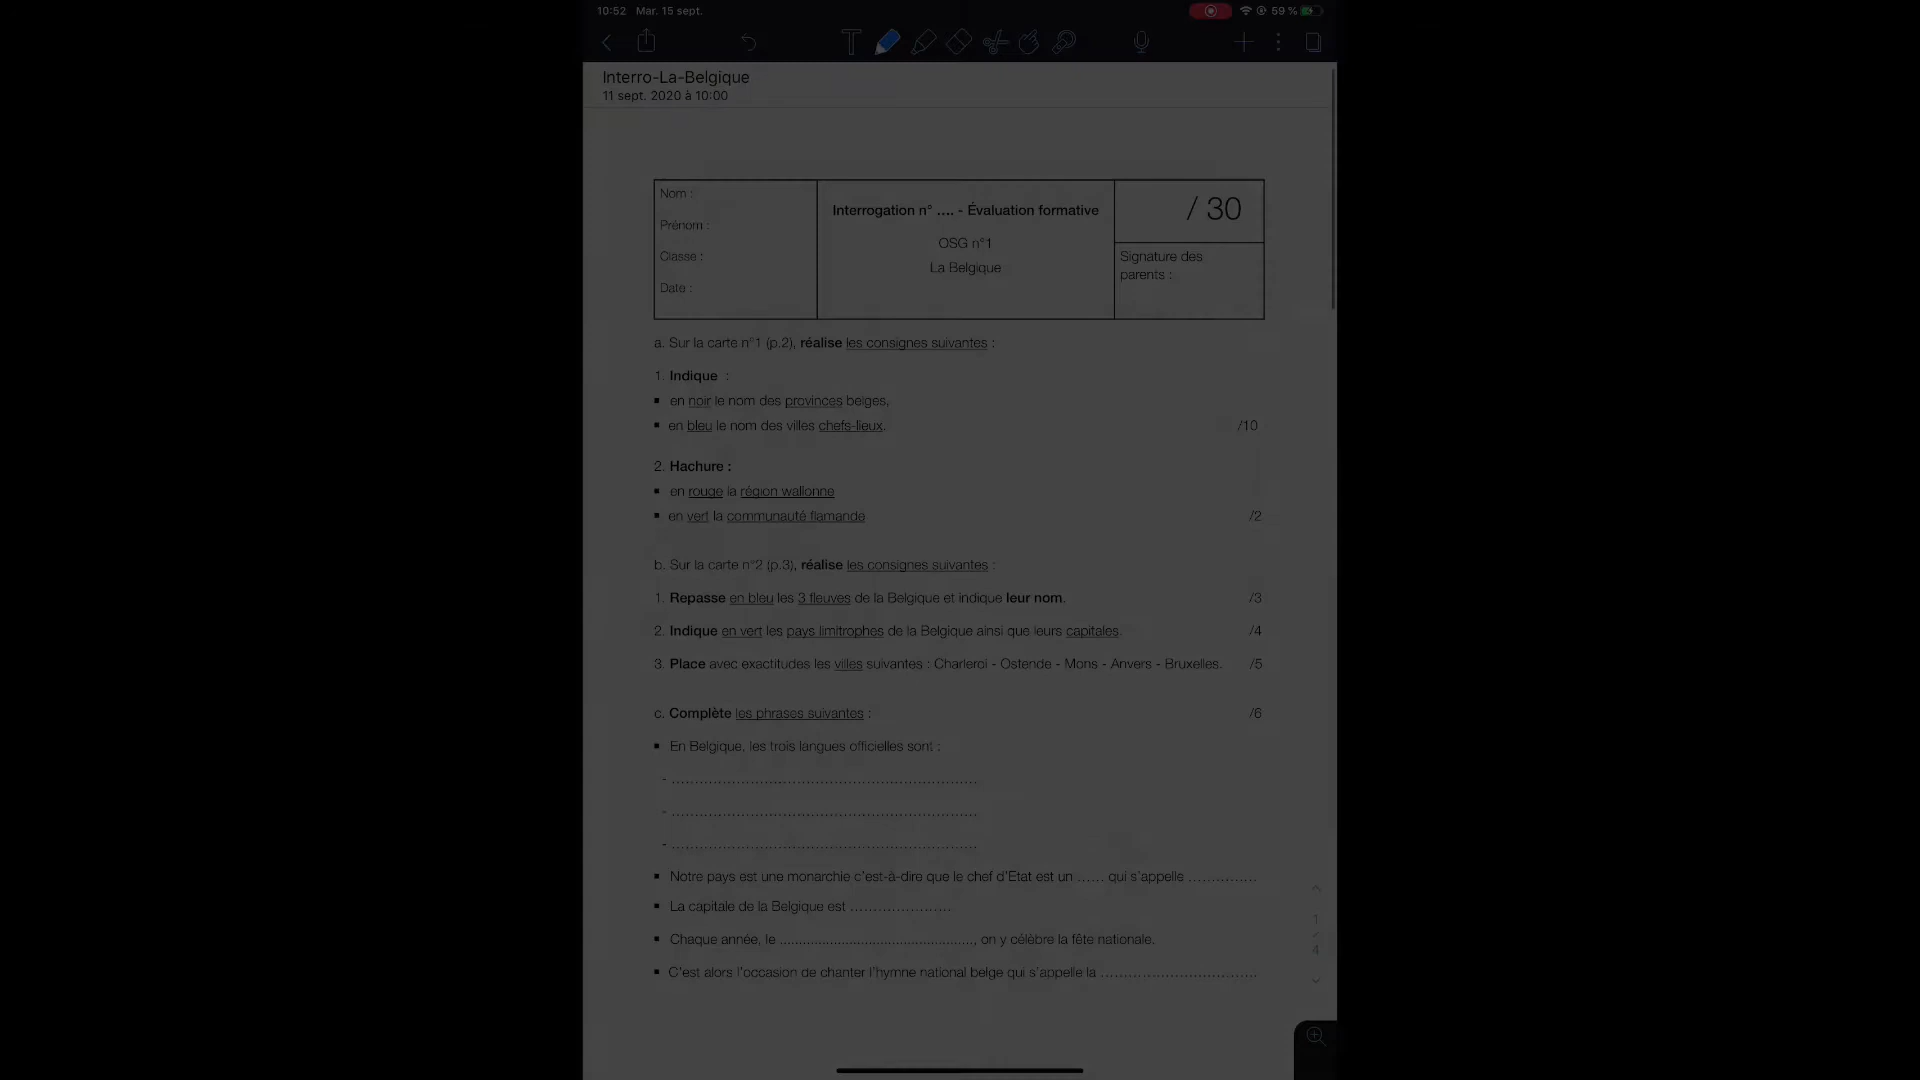 10:52 Mar. 15 sept.
59 %
Interro-La-Belgique
11 sept. 2020 à 10:00
Nom :
Prénom :
Classe :
Date :
Interrogation n° .... - Évaluation formative
OSG n°1
La Belgique
/ 30
Signature des
parents :
a. Sur la carte n°1 (p.2), réalise les consignes suivantes :
1. Indique :
▪ en noir le nom des provinces belges,
▪ en bleu le nom des villes chefs-lieux. /10
2. Hachure :
▪ en rouge la région wallonne
▪ en vert la communauté flamande /2
b. Sur la carte n°2 (p.3), réalise les consignes suivantes :
1. Repasse en bleu les 3 fleuves de la Belgique et indique leur nom. /3
2. Indique en vert les pays limitrophes de la Belgique ainsi que leurs capitales. /4
3. Place avec exactitudes les villes suivantes : Charleroi - Ostende - Mons - Anvers - Bruxelles. /5
c. Complète les phrases suivantes : /6
▪ En Belgique, les trois langues officielles sont :
- ..................................................................
- ..................................................................
- ..................................................................
▪ Notre pays est une monarchie c'est-à-dire que le chef d'Etat est un ...... qui s'appelle ...............
▪ La capitale de la Belgique est ......................
▪ Chaque année, le .................................................., on y célèbre la fête nationale.
▪ C'est alors l'occasion de chanter l'hymne national belge qui s'appelle la ..................................
1
/
4